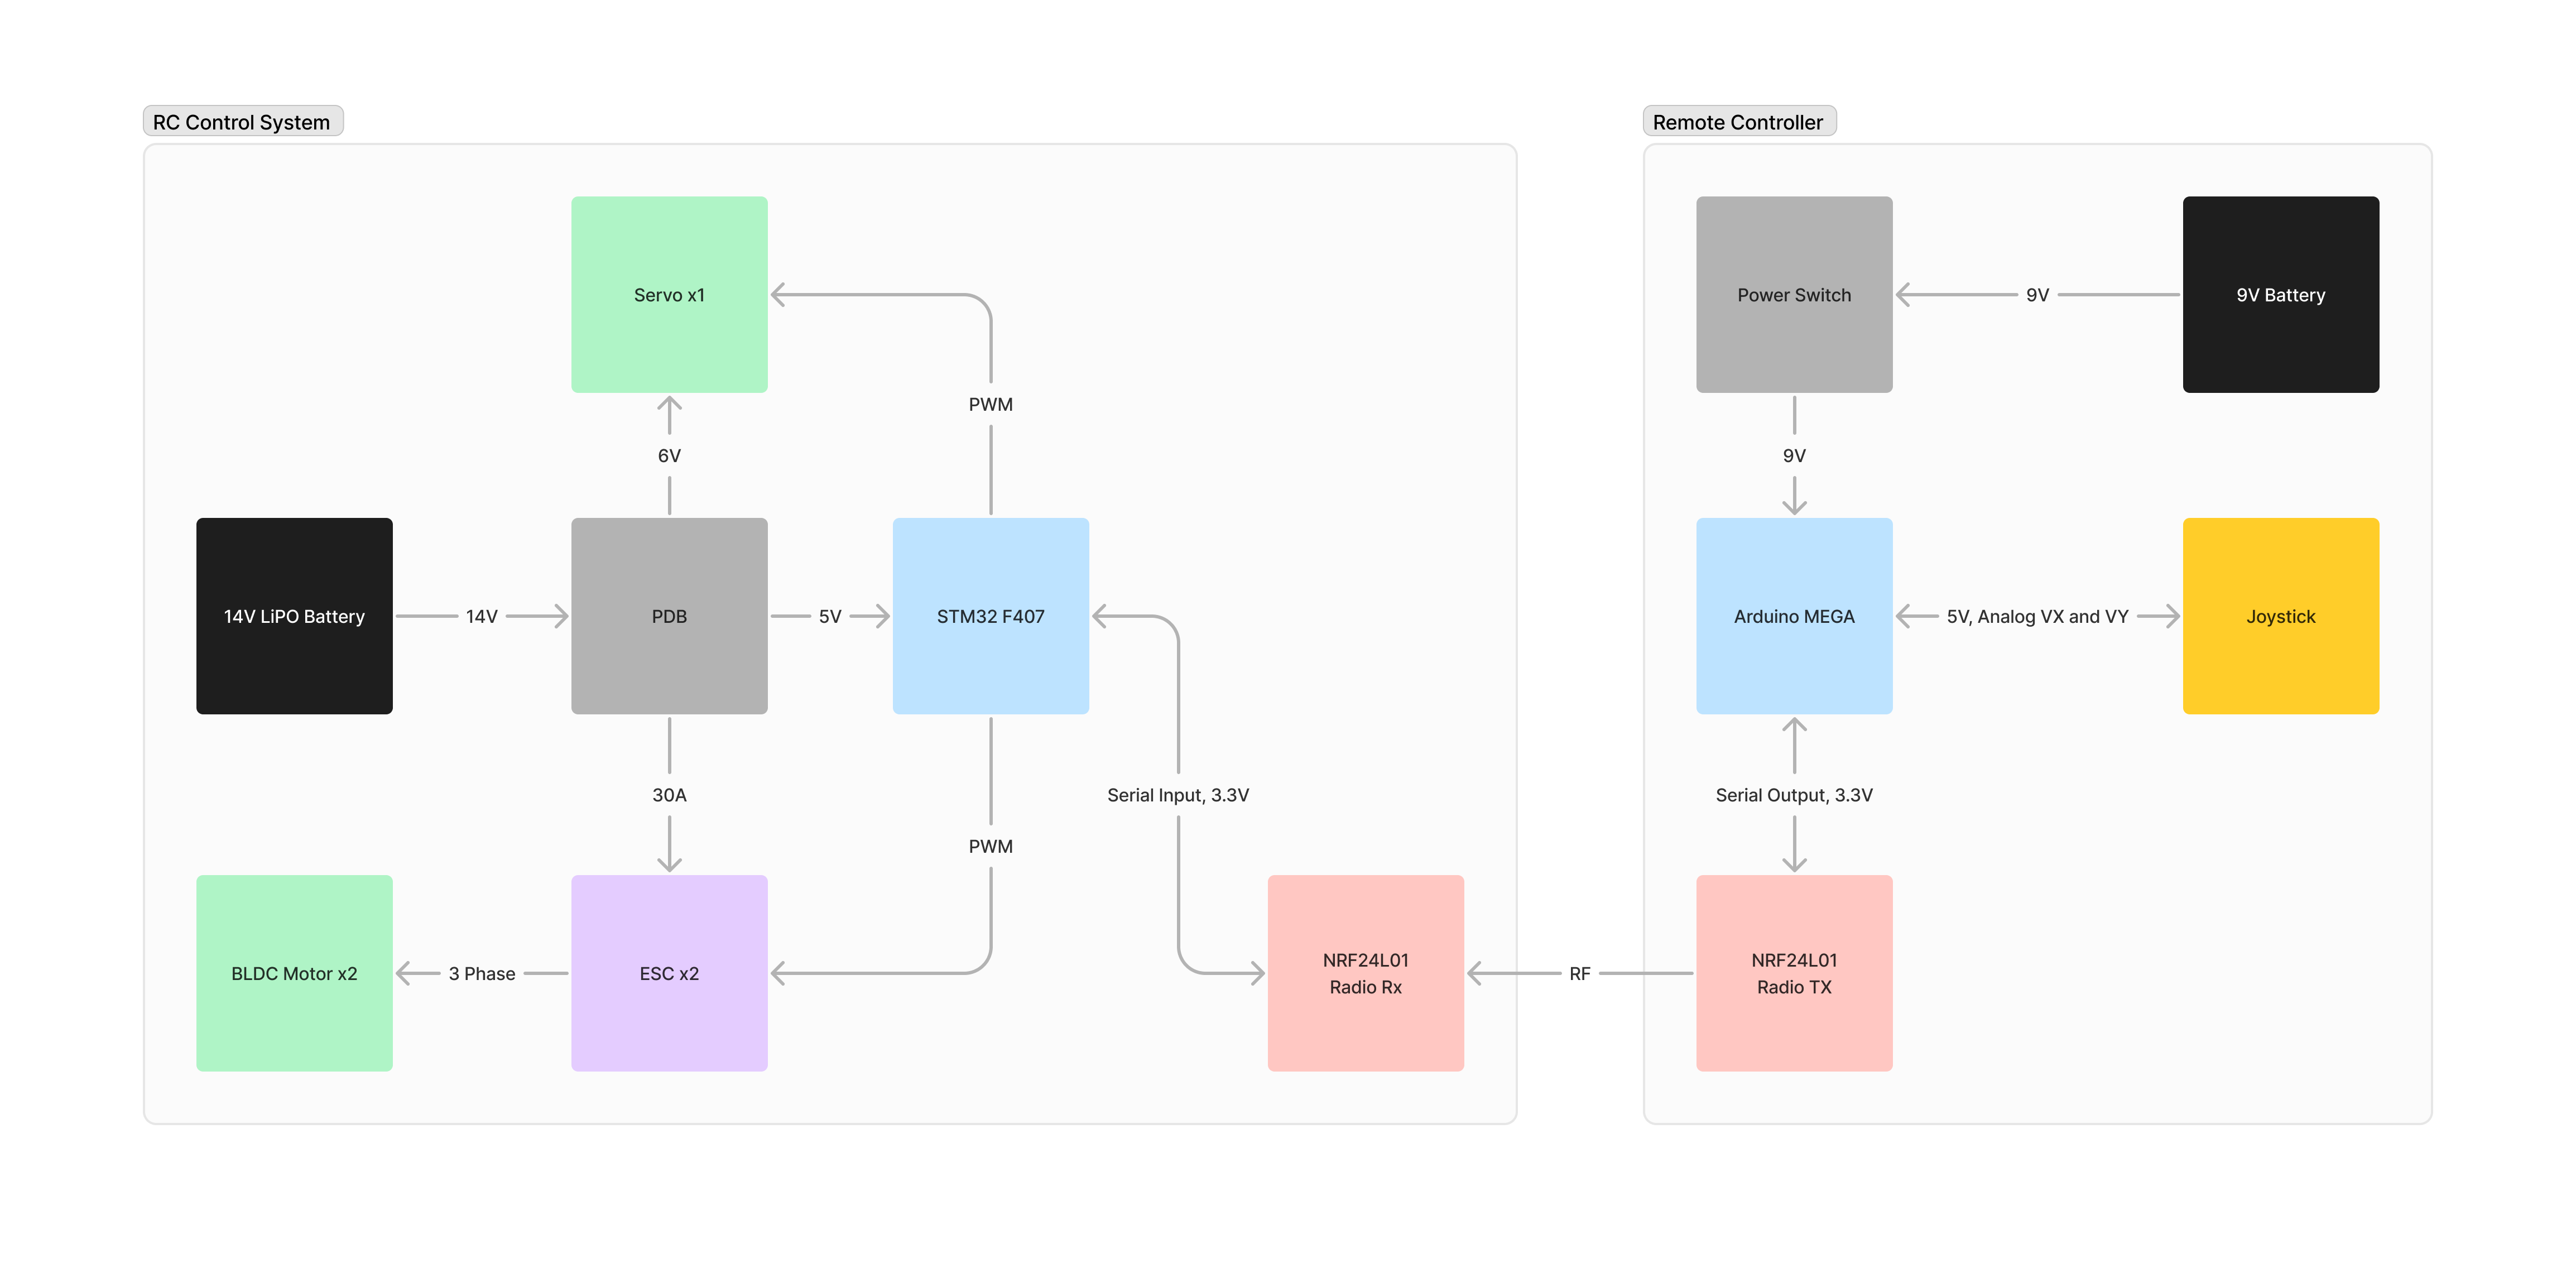 RC Control System
Remote Controller
Servo x1
Power Switch
9V
9V Battery
PWM
6V
9V
14V LiPO Battery
14V
PDB
5V
STM32 F407
Arduino MEGA
5V, Analog VX and VY
Joystick
30A
Serial Input, 3.3V
Serial Output, 3.3V
PWM
BLDC Motor x2
3 Phase
ESC x2
NRF24L01
Radio Rx
RF
NRF24L01
Radio TX